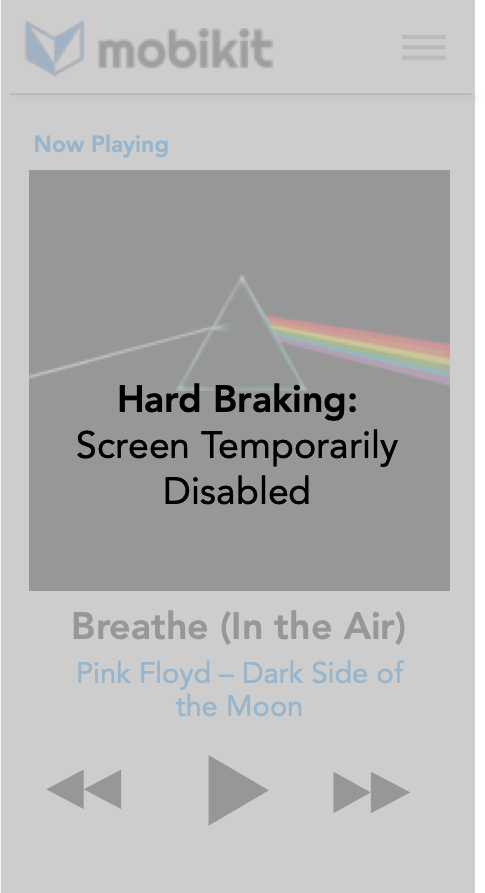 mobikit
Now Playing
Hard Braking:
Screen Temporarily
Disabled
Breathe (In the Air)
Pink Floyd – Dark Side of
the Moon